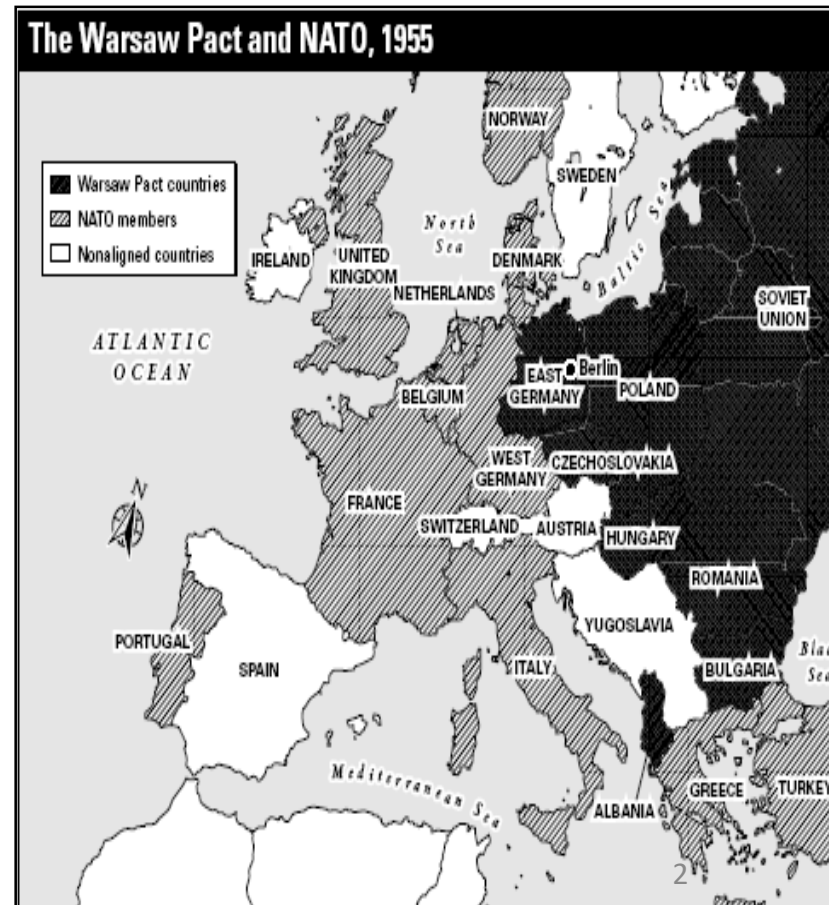 The Warsaw Pact and NATO, 1955
Warsaw Pact countries
NATO members
Nonaligned countries
NORWAY
SWEDEN
North
Sea
Baltic Sea
IRELAND
UNITED
KINGDOM
DENMARK
NETHERLANDS
SOVIET
UNION
ATLANTIC
OCEAN
Berlin
EAST
GERMANY
POLAND
BELGIUM
WEST
GERMANY
CZECHOSLOVAKIA
N
FRANCE
SWITZERLAND
AUSTRIA
HUNGARY
ROMANIA
YUGOSLAVIA
PORTUGAL
SPAIN
ITALY
BULGARIA
Mediterranean Sea
ALBANIA
GREECE
TURKEY
2